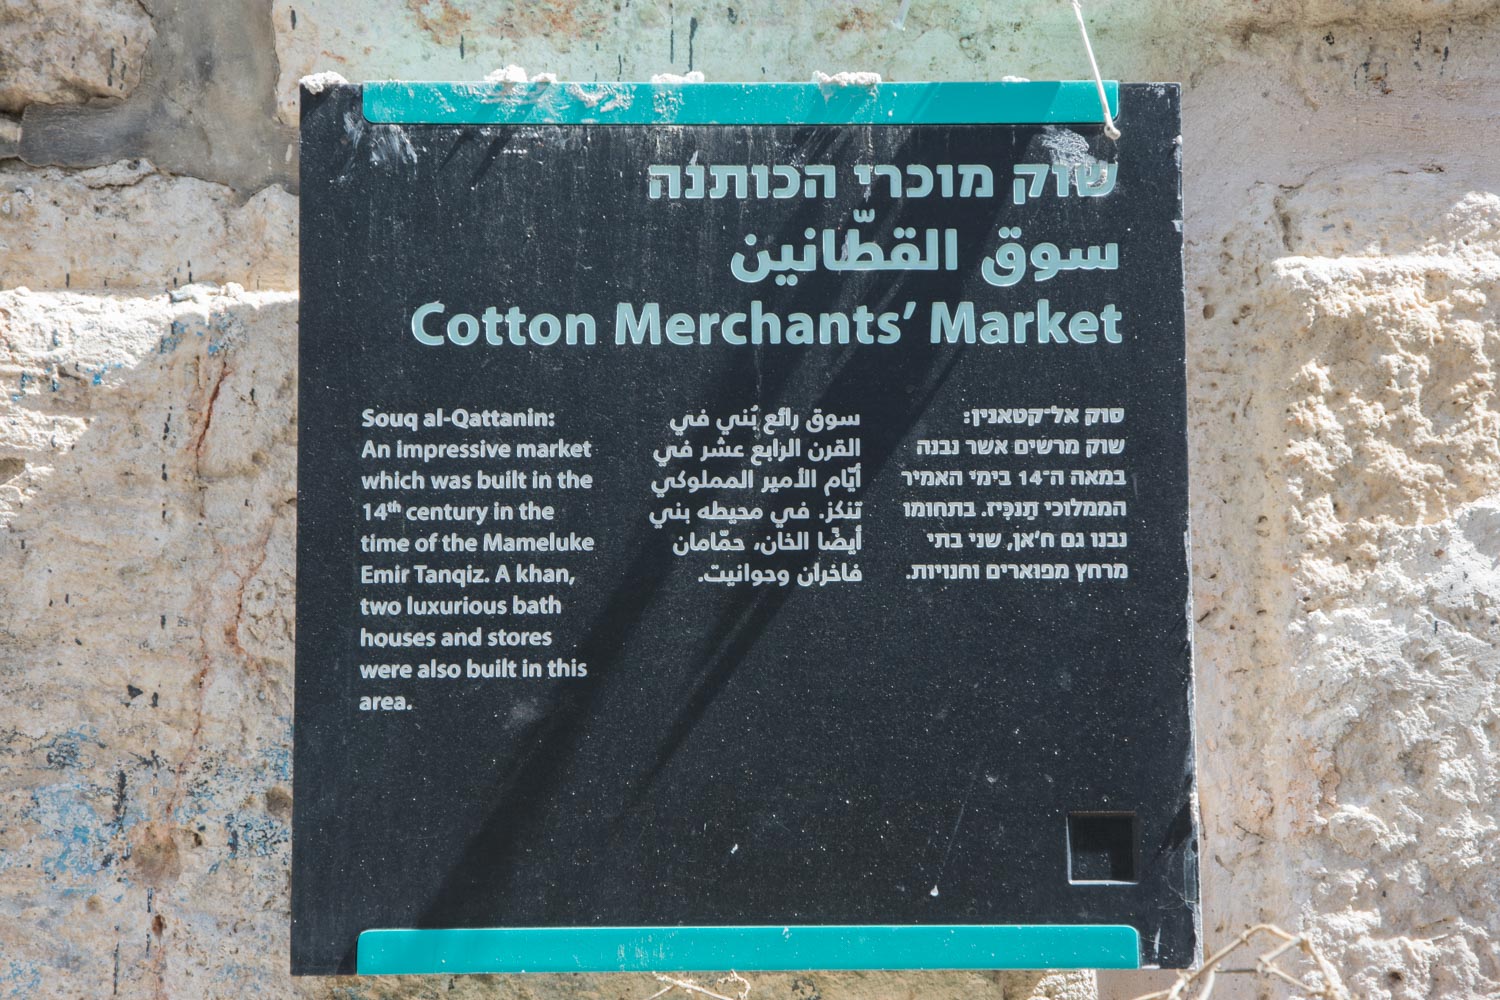 שוק מוכרי הכותנה
سوق القطّانين
Cotton Merchants’ Market
Souq al-Qattanin:
An impressive market
which was built in the
14th century in the
time of the Mameluke
Emir Tanqiz. A khan,
two luxurious bath
houses and stores
were also built in this
area.
سوق رائع بُني في
القرن الرابع عشر في
أيّام الأمير المملوكي
تنكز. في محيطه بني
أيضًا الخان، حمّامان
فاخران وحوانيت.
סוק אל־קטאנין:
שוק מרשים אשר נבנה
במאה ה־14 בימי האמיר
הממלוכי תַנכִּיז. בתחומו
נבנו גם ח'אן, שני בתי
מרחץ מפוארים וחנויות.